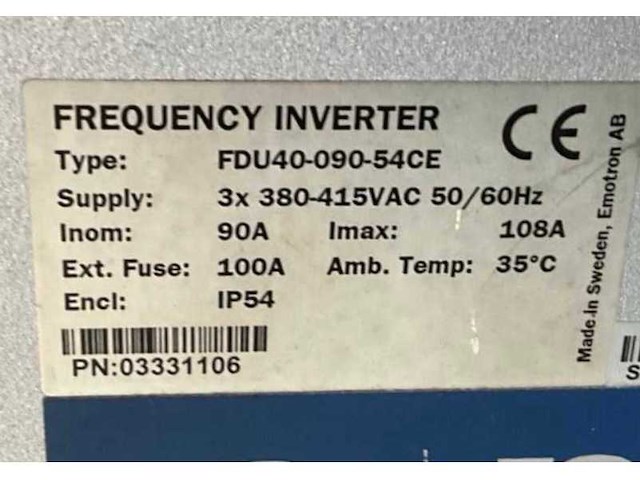 FREQUENCY INVERTER
CE
Type: FDU40-090-54CE
Supply: 3x 380-415VAC 50/60Hz
Inom: 90A Imax: 108A
Ext. Fuse: 100A Amb. Temp: 35°C
Encl: IP54
PN:03331106
Made in Sweden, Emotron AB
S